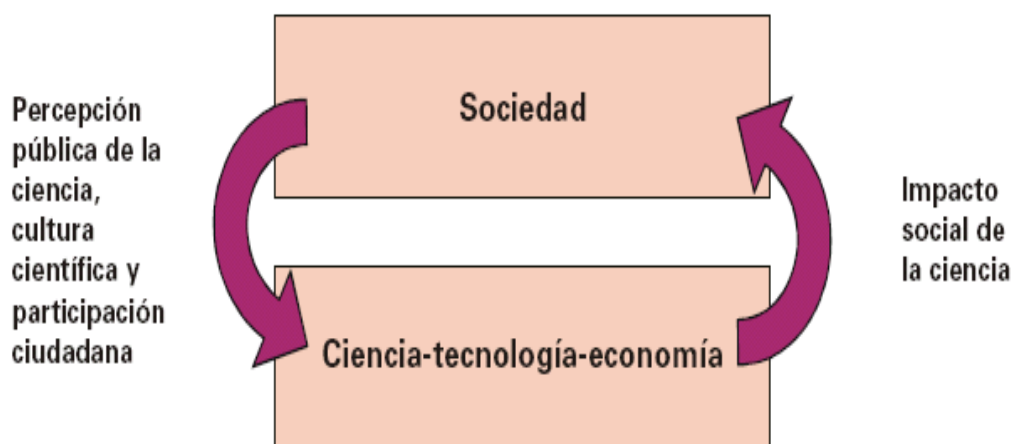 Sociedad
Percepción
pública de la
ciencia,
cultura
científica y
participación
ciudadana
Impacto
social de
la ciencia
Ciencia-tecnología-economía